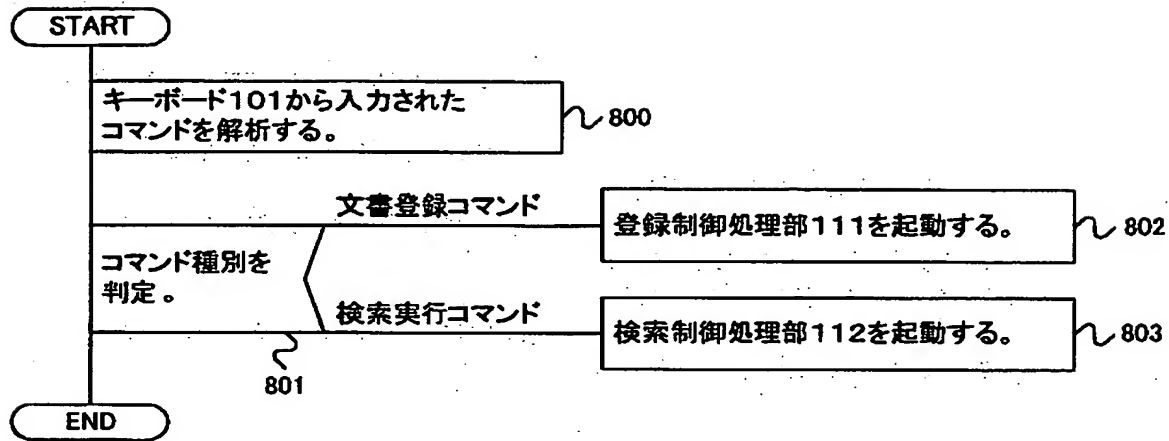 START
キーボード101から入力された
コマンドを解析する。
800
文書登録コマンド
登録制御処理部111を起動する。
802
コマンド種別を
判定。
検索実行コマンド
検索制御処理部112を起動する。
803
801
END